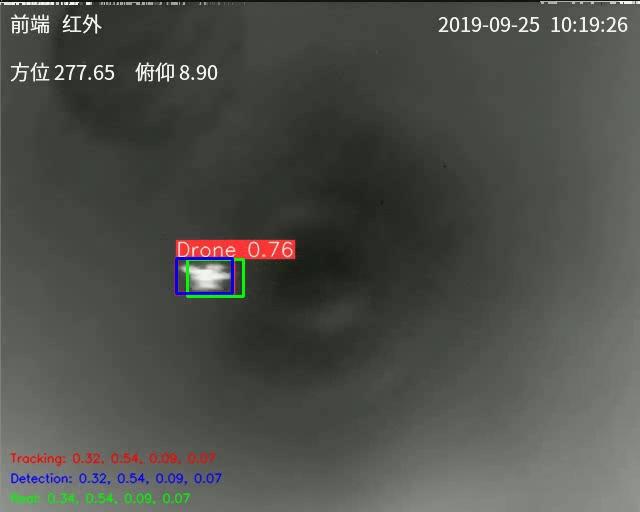 前端 红外
2019-09-25 10:19:26
方位 277.65 俯仰 8.90
Drone 0.76
Tracking: 0.32, 0.54, 0.09, 0.07
Detection: 0.32, 0.54, 0.09, 0.07
Real: 0.34, 0.54, 0.09, 0.07